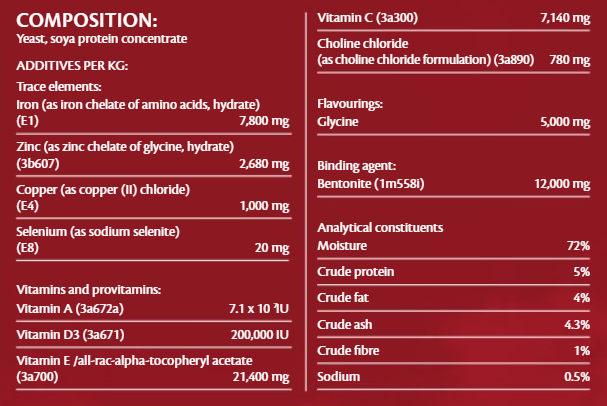 COMPOSITION:
Yeast, soya protein concentrate
ADDITIVES PER KG:
Trace elements:
Iron (as iron chelate of amino acids, hydrate)
(E1) 7,800 mg
Zinc (as zinc chelate of glycine, hydrate)
(3b607) 2,680 mg
Copper (as copper (II) chloride)
(E4) 1,000 mg
Selenium (as sodium selenite)
(E8) 20 mg
Vitamins and provitamins:
Vitamin A (3a672a) 7.1 x 10 IU
Vitamin D3 (3a671) 200,000 IU
Vitamin E /all-rac-alpha-tocopheryl acetate
(3a700) 21,400 mg
Vitamin C (3a300) 7,140 mg
Choline chloride
(as choline chloride formulation) (3a890) 780 mg
Flavourings:
Glycine 5,000 mg
Binding agent:
Bentonite (1m558i) 12,000 mg
Analytical constituents
Moisture 72%
Crude protein 5%
Crude fat 4%
Crude ash 4.3%
Crude fibre 1%
Sodium 0.5%